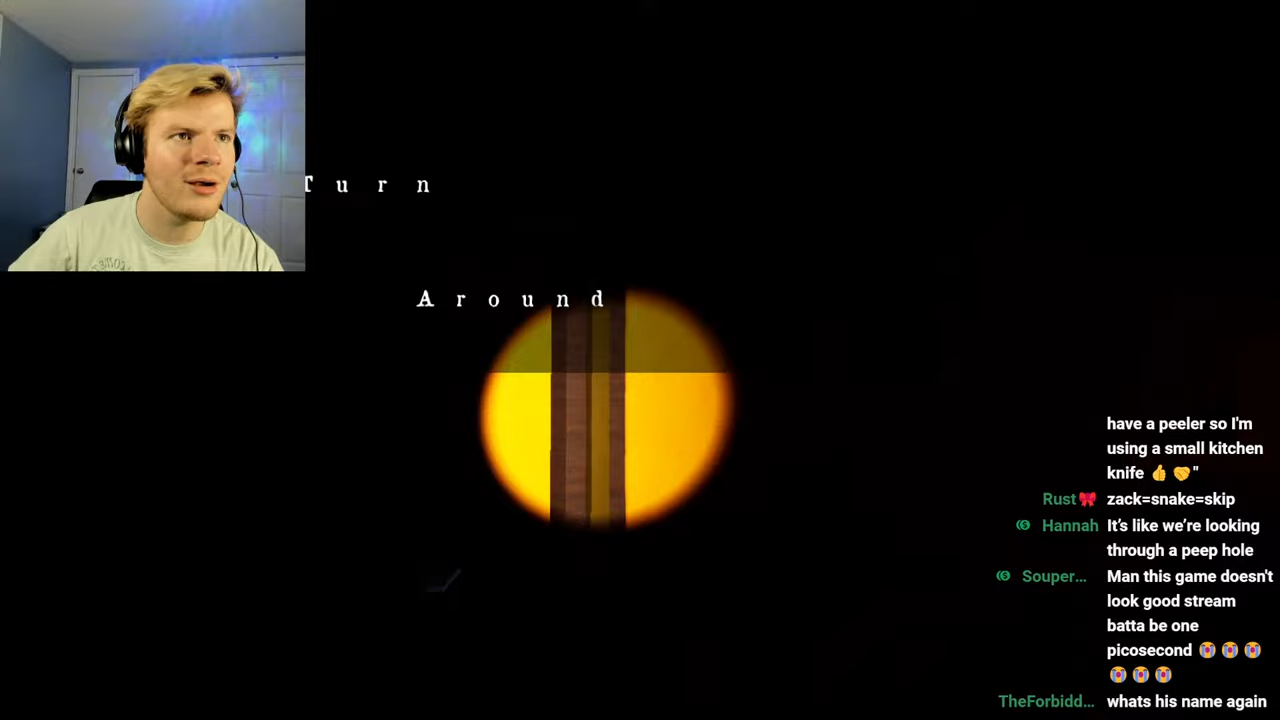 Turn
Around
have a peeler so I'm
using a small kitchen
knife 👍 🤝"
Rust🎀 zack=snake=skip
Hannah It's like we're looking
through a peep hole
Souper… Man this game doesn't
look good stream
batta be one
picosecond 😭 😭 😭
😭 😭 😭
TheForbidd… whats his name again